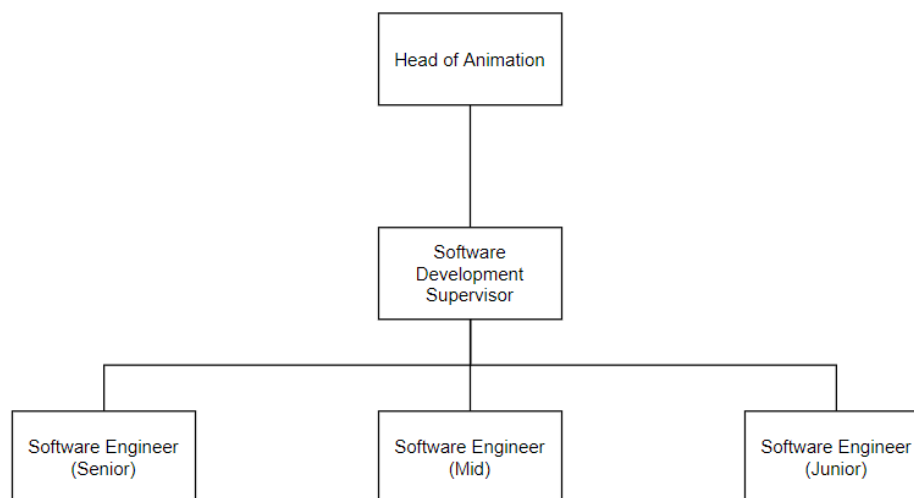 Head of Animation
Software
Development
Supervisor
Software Engineer
(Senior)
Software Engineer
(Mid)
Software Engineer
(Junior)